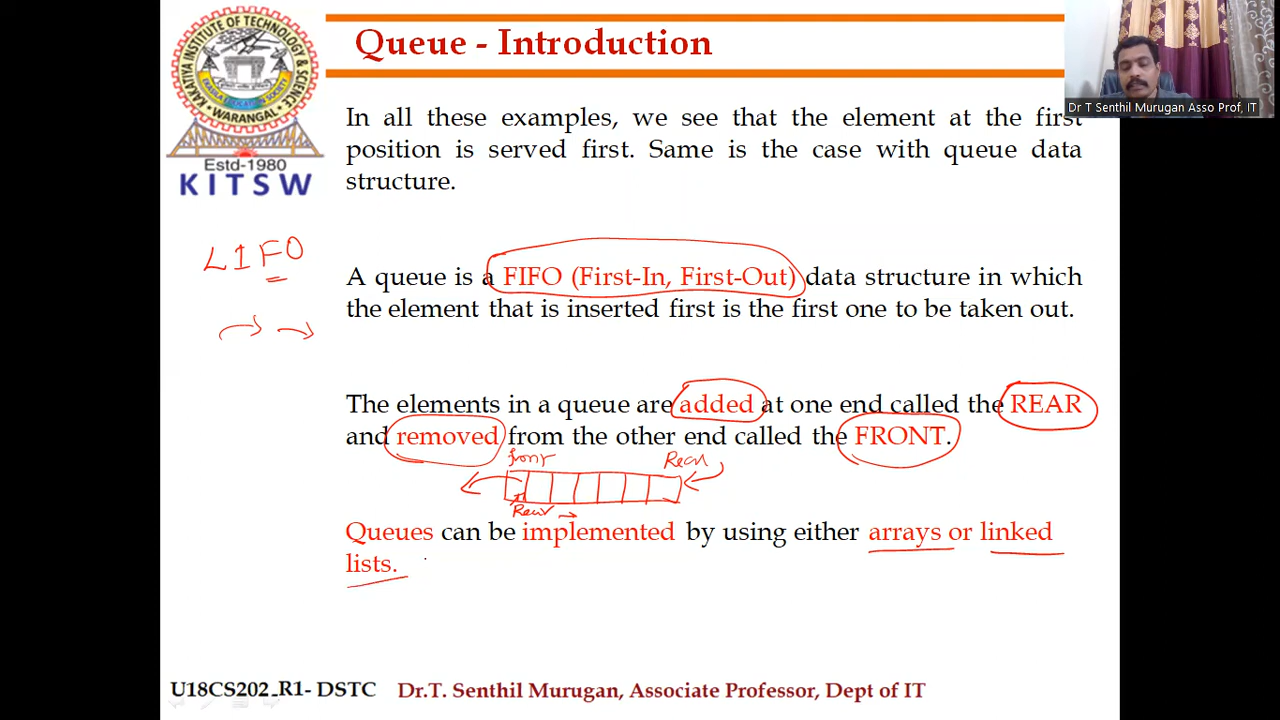 Queue - Introduction
Dr T Senthil Murugan Asso Prof, IT
KAKATIYA INSTITUTE OF TECHNOLOGY & SCIENCE
WARANGAL
Estd-1980
KITSW
In all these examples, we see that the element at the first
position is served first. Same is the case with queue data
structure.
LIFO
A queue is a FIFO (First-In, First-Out) data structure in which
the element that is inserted first is the first one to be taken out.
The elements in a queue are added at one end called the REAR
and removed from the other end called the FRONT.
front Rear
Rear
Queues can be implemented by using either arrays or linked
lists.
U18CS202_R1- DSTC Dr.T. Senthil Murugan, Associate Professor, Dept of IT